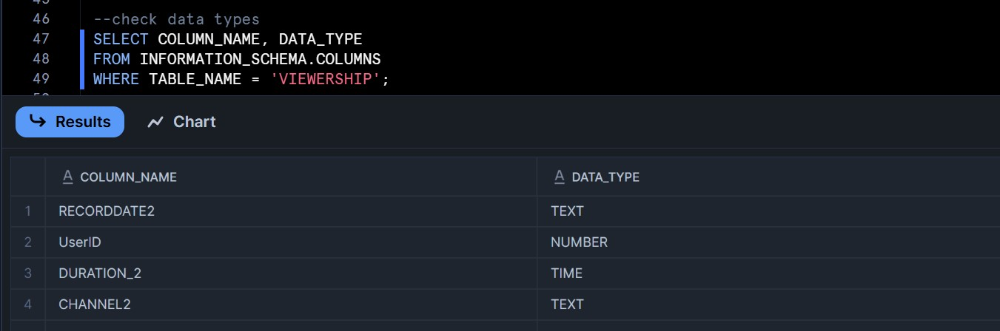 46 --check data types
47 SELECT COLUMN_NAME, DATA_TYPE
48 FROM INFORMATION_SCHEMA.COLUMNS
49 WHERE TABLE_NAME = 'VIEWERSHIP';
Results Chart
COLUMN_NAME DATA_TYPE
1 RECORDDATE2 TEXT
2 UserID NUMBER
3 DURATION_2 TIME
4 CHANNEL2 TEXT